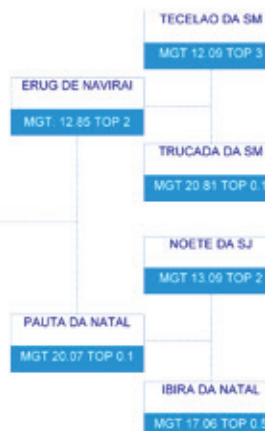 TECELAO DA SM
MGT 12.09 TOP 3
ERUG DE NAVIRAI
MGT: 12.85 TOP 2
TRUCADA DA SM
MGT 20.81 TOP 0.1
NOETE DA SJ
MGT 13.09 TOP 2
PAUTA DA NATAL
MGT 20.07 TOP 0.1
IBIRA DA NATAL
MGT 17.06 TOP 0.5